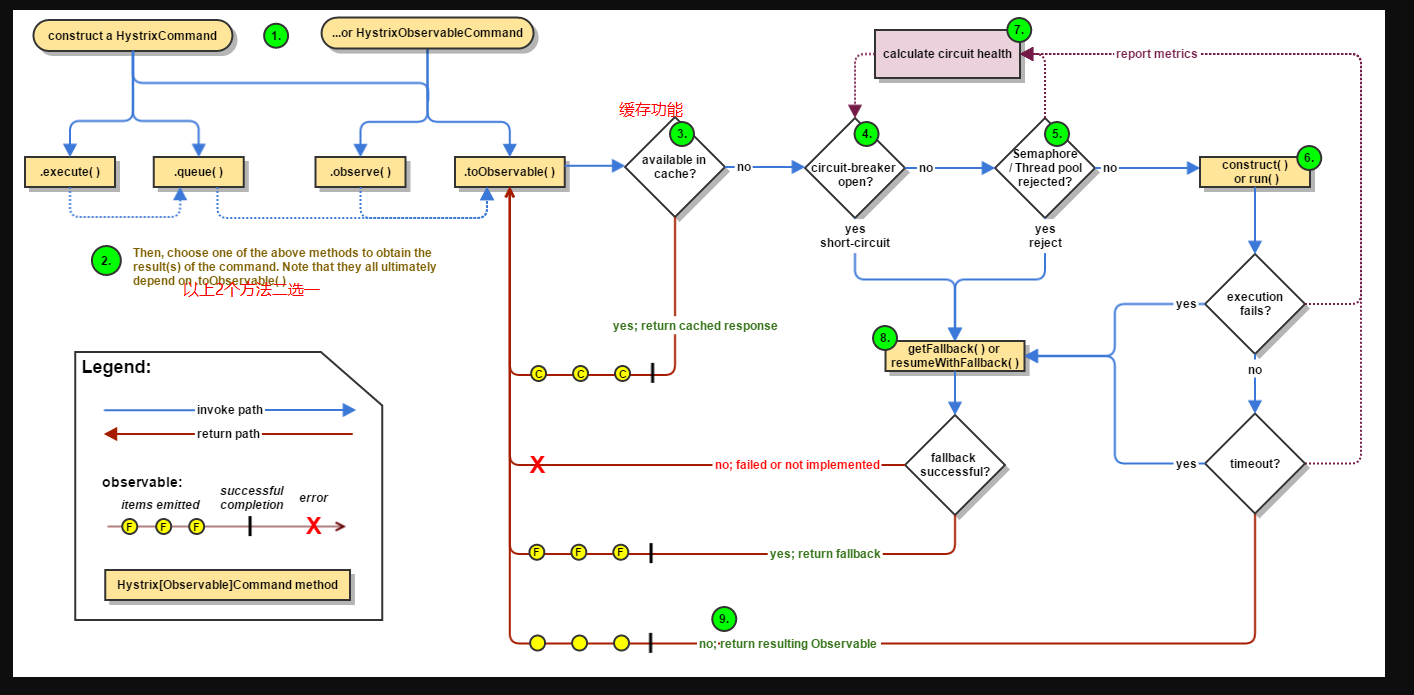 construct a HystrixCommand
1.
...or HystrixObservableCommand
7.
calculate circuit health
report metrics
缓存功能
3.
4.
5.
6.
.execute( )
.queue( )
.observe( )
.toObservable( )
available in
cache?
no
circuit-breaker
open?
no
Semaphore
/ Thread pool
rejected?
no
construct( )
or run( )
yes
short-circuit
yes
reject
2.
Then, choose one of the above methods to obtain the
result(s) of the command. Note that they all ultimately
depend on .toObservable( )
以上2个方法二选一
execution
fails?
yes
no
yes; return cached response
8.
getFallback( ) or
resumeWithFallback( )
C
C
C
Legend:
invoke path
return path
observable:
items emitted
successful
completion
error
F
F
F
X
Hystrix[Observable]Command method
X
no; failed or not implemented
fallback
successful?
yes
timeout?
F
F
F
yes; return fallback
9.
no; return resulting Observable